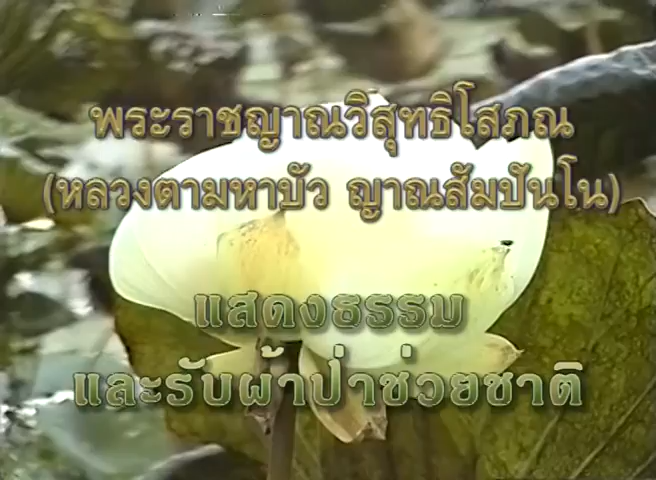 พระราชญาณวิสุทธิโสภณ
(หลวงตามหาบัว ญาณสัมปันโน)
แสดงธรรม
และรับผ้าป่าช่วยชาติ